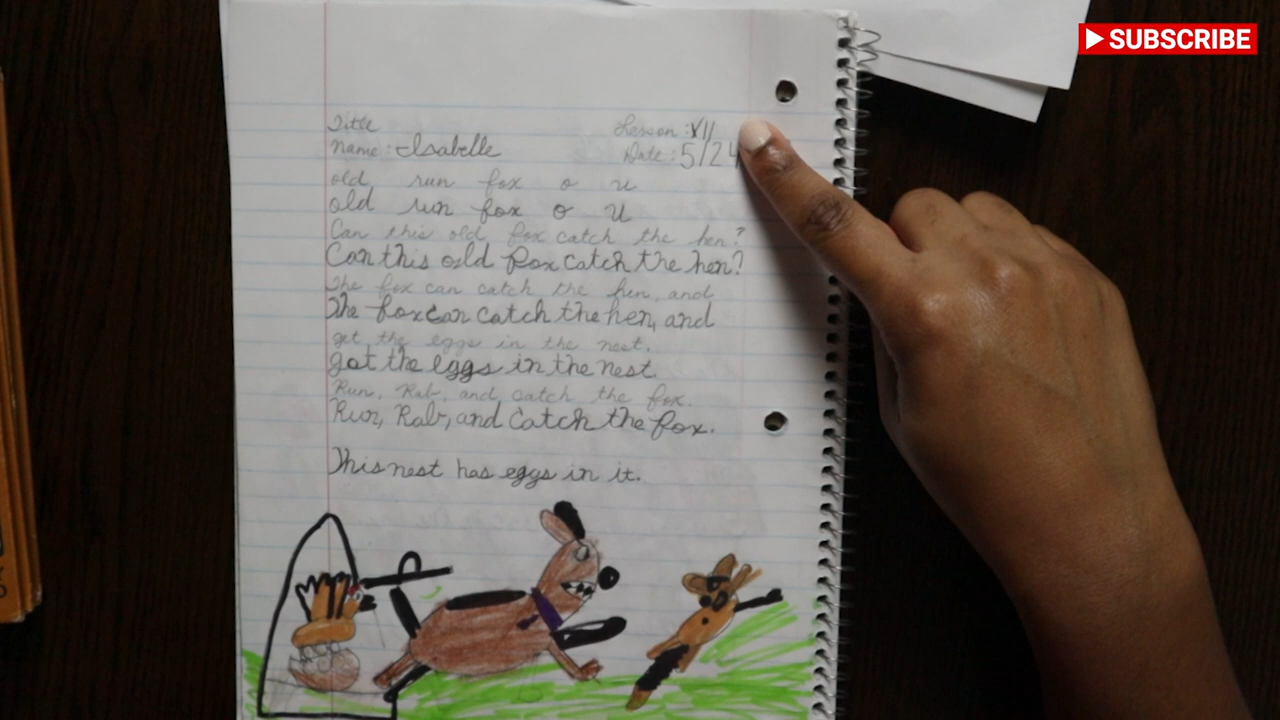 SUBSCRIBE
Title Lesson: XII
Name: Isabelle Date: 5/24
old run fox o u
old run fox o u
Can this old fox catch the hen?
Can this old fox catch the hen?
The fox can catch the hen, and
The fox can catch the hen, and
get the eggs in the nest.
get the eggs in the nest.
Run, Rab, and catch the fox.
Run, Rab, and catch the fox.
This nest has eggs in it.